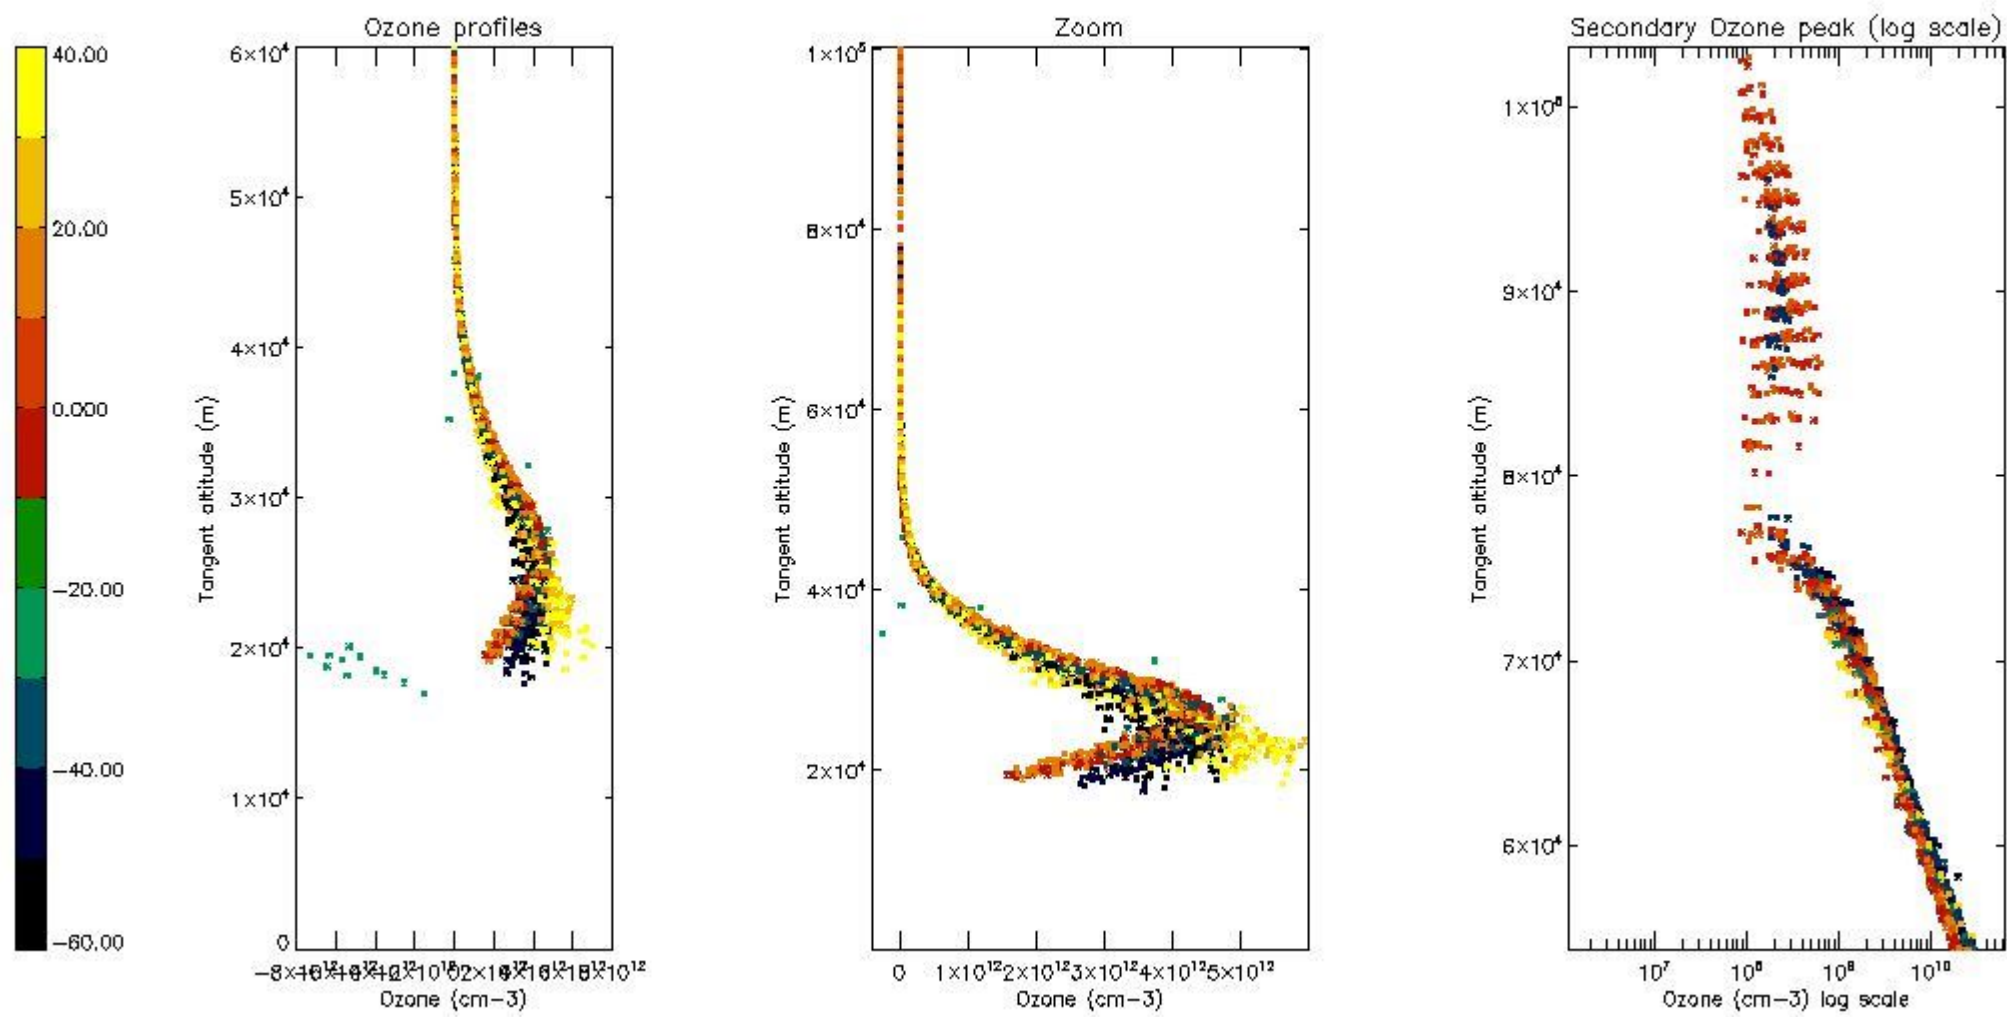 Ozone profiles
Zoom
Secondary Ozone peak (log scale)
40.00
20.00
0.000
−20.00
−40.00
−60.00
6×10⁴
5×10⁴
4×10⁴
3×10⁴
2×10⁴
1×10⁴
0
Tangent altitude (m)
Ozone (cm−3)
1×10⁵
8×10⁴
6×10⁴
4×10⁴
2×10⁴
Tangent altitude (m)
0 1×10¹² 2×10¹² 3×10¹² 4×10¹² 5×10¹²
Ozone (cm−3)
9×10⁴
8×10⁴
7×10⁴
6×10⁴
Tangent altitude (m)
10⁷ 10⁸ 10⁹ 10¹⁰
Ozone (cm−3) log scale